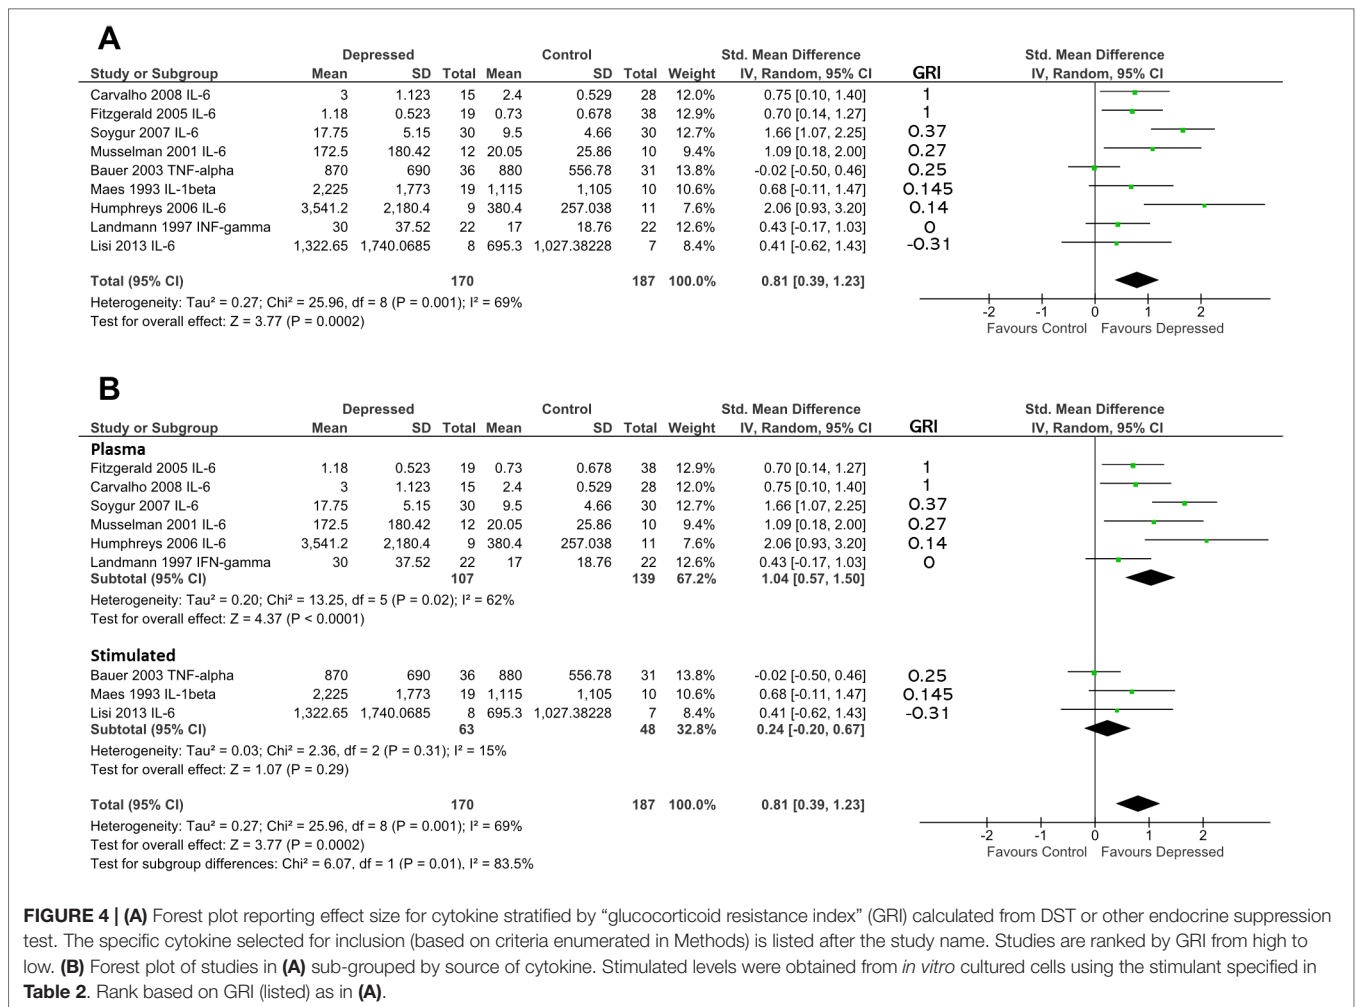 A
Depressed Control Std. Mean Difference Std. Mean Difference
Study or Subgroup Mean SD Total Mean SD Total Weight IV, Random, 95% CI GRI IV, Random, 95% CI
Carvalho 2008 IL-6 3 1.123 15 2.4 0.529 28 12.0% 0.75 [0.10, 1.40] 1
Fitzgerald 2005 IL-6 1.18 0.523 19 0.73 0.678 38 12.9% 0.70 [0.14, 1.27] 1
Soygur 2007 IL-6 17.75 5.15 30 9.5 4.66 30 12.7% 1.66 [1.07, 2.25] 0.37
Musselman 2001 IL-6 172.5 180.42 12 20.05 25.86 10 9.4% 1.09 [0.18, 2.00] 0.27
Bauer 2003 TNF-alpha 870 690 36 880 556.78 31 13.8% -0.02 [-0.50, 0.46] 0.25
Maes 1993 IL-1beta 2,225 1,773 19 1,115 1,105 10 10.6% 0.68 [-0.11, 1.47] 0.145
Humphreys 2006 IL-6 3,541.2 2,180.4 9 380.4 257.038 11 7.6% 2.06 [0.93, 3.20] 0.14
Landmann 1997 INF-gamma 30 37.52 22 17 18.76 22 12.6% 0.43 [-0.17, 1.03] 0
Lisi 2013 IL-6 1,322.65 1,740.0685 8 695.3 1,027.38228 7 8.4% 0.41 [-0.62, 1.43] -0.31
Total (95% CI) 170 187 100.0% 0.81 [0.39, 1.23]
Heterogeneity: Tau² = 0.27; Chi² = 25.96, df = 8 (P = 0.001); I² = 69%
Test for overall effect: Z = 3.77 (P = 0.0002)
-2 -1 0 1 2
Favours Control Favours Depressed
B
Depressed Control Std. Mean Difference Std. Mean Difference
Study or Subgroup Mean SD Total Mean SD Total Weight IV, Random, 95% CI GRI IV, Random, 95% CI
Plasma
Fitzgerald 2005 IL-6 1.18 0.523 19 0.73 0.678 38 12.9% 0.70 [0.14, 1.27] 1
Carvalho 2008 IL-6 3 1.123 15 2.4 0.529 28 12.0% 0.75 [0.10, 1.40] 1
Soygur 2007 IL-6 17.75 5.15 30 9.5 4.66 30 12.7% 1.66 [1.07, 2.25] 0.37
Musselman 2001 IL-6 172.5 180.42 12 20.05 25.86 10 9.4% 1.09 [0.18, 2.00] 0.27
Humphreys 2006 IL-6 3,541.2 2,180.4 9 380.4 257.038 11 7.6% 2.06 [0.93, 3.20] 0.14
Landmann 1997 IFN-gamma 30 37.52 22 17 18.76 22 12.6% 0.43 [-0.17, 1.03] 0
Subtotal (95% CI) 107 139 67.2% 1.04 [0.57, 1.50]
Heterogeneity: Tau² = 0.20; Chi² = 13.25, df = 5 (P = 0.02); I² = 62%
Test for overall effect: Z = 4.37 (P < 0.0001)
Stimulated
Bauer 2003 TNF-alpha 870 690 36 880 556.78 31 13.8% -0.02 [-0.50, 0.46] 0.25
Maes 1993 IL-1beta 2,225 1,773 19 1,115 1,105 10 10.6% 0.68 [-0.11, 1.47] 0.145
Lisi 2013 IL-6 1,322.65 1,740.0685 8 695.3 1,027.38228 7 8.4% 0.41 [-0.62, 1.43] -0.31
Subtotal (95% CI) 63 48 32.8% 0.24 [-0.20, 0.67]
Heterogeneity: Tau² = 0.03; Chi² = 2.36, df = 2 (P = 0.31); I² = 15%
Test for overall effect: Z = 1.07 (P = 0.29)
Total (95% CI) 170 187 100.0% 0.81 [0.39, 1.23]
Heterogeneity: Tau² = 0.27; Chi² = 25.96, df = 8 (P = 0.001); I² = 69%
Test for overall effect: Z = 3.77 (P = 0.0002)
Test for subgroup differences: Chi² = 6.07, df = 1 (P = 0.01), I² = 83.5%
-2 -1 0 1 2
Favours Control Favours Depressed
FIGURE 4 | (A) Forest plot reporting effect size for cytokine stratified by “glucocorticoid resistance index” (GRI) calculated from DST or other endocrine suppression
test. The specific cytokine selected for inclusion (based on criteria enumerated in Methods) is listed after the study name. Studies are ranked by GRI from high to
low. (B) Forest plot of studies in (A) sub-grouped by source of cytokine. Stimulated levels were obtained from in vitro cultured cells using the stimulant specified in
Table 2. Rank based on GRI (listed) as in (A).